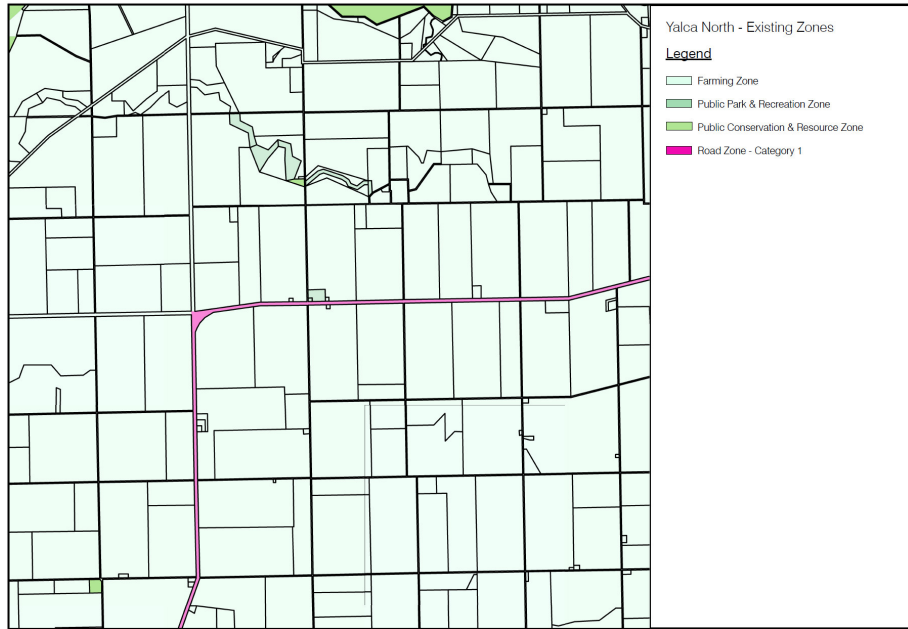 Yalca North - Existing Zones
Legend
Farming Zone
Public Park & Recreation Zone
Public Conservation & Resource Zone
Road Zone - Category 1